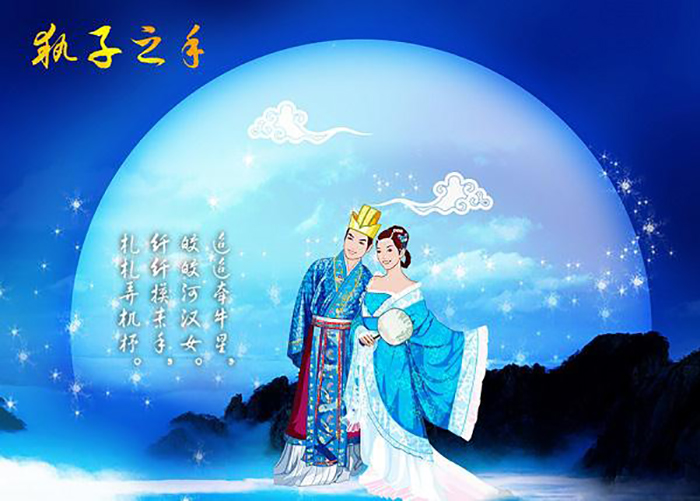 执子之手
迢迢牵牛星,
皎皎河汉女。
纤纤擢素手,
札札弄机杼。